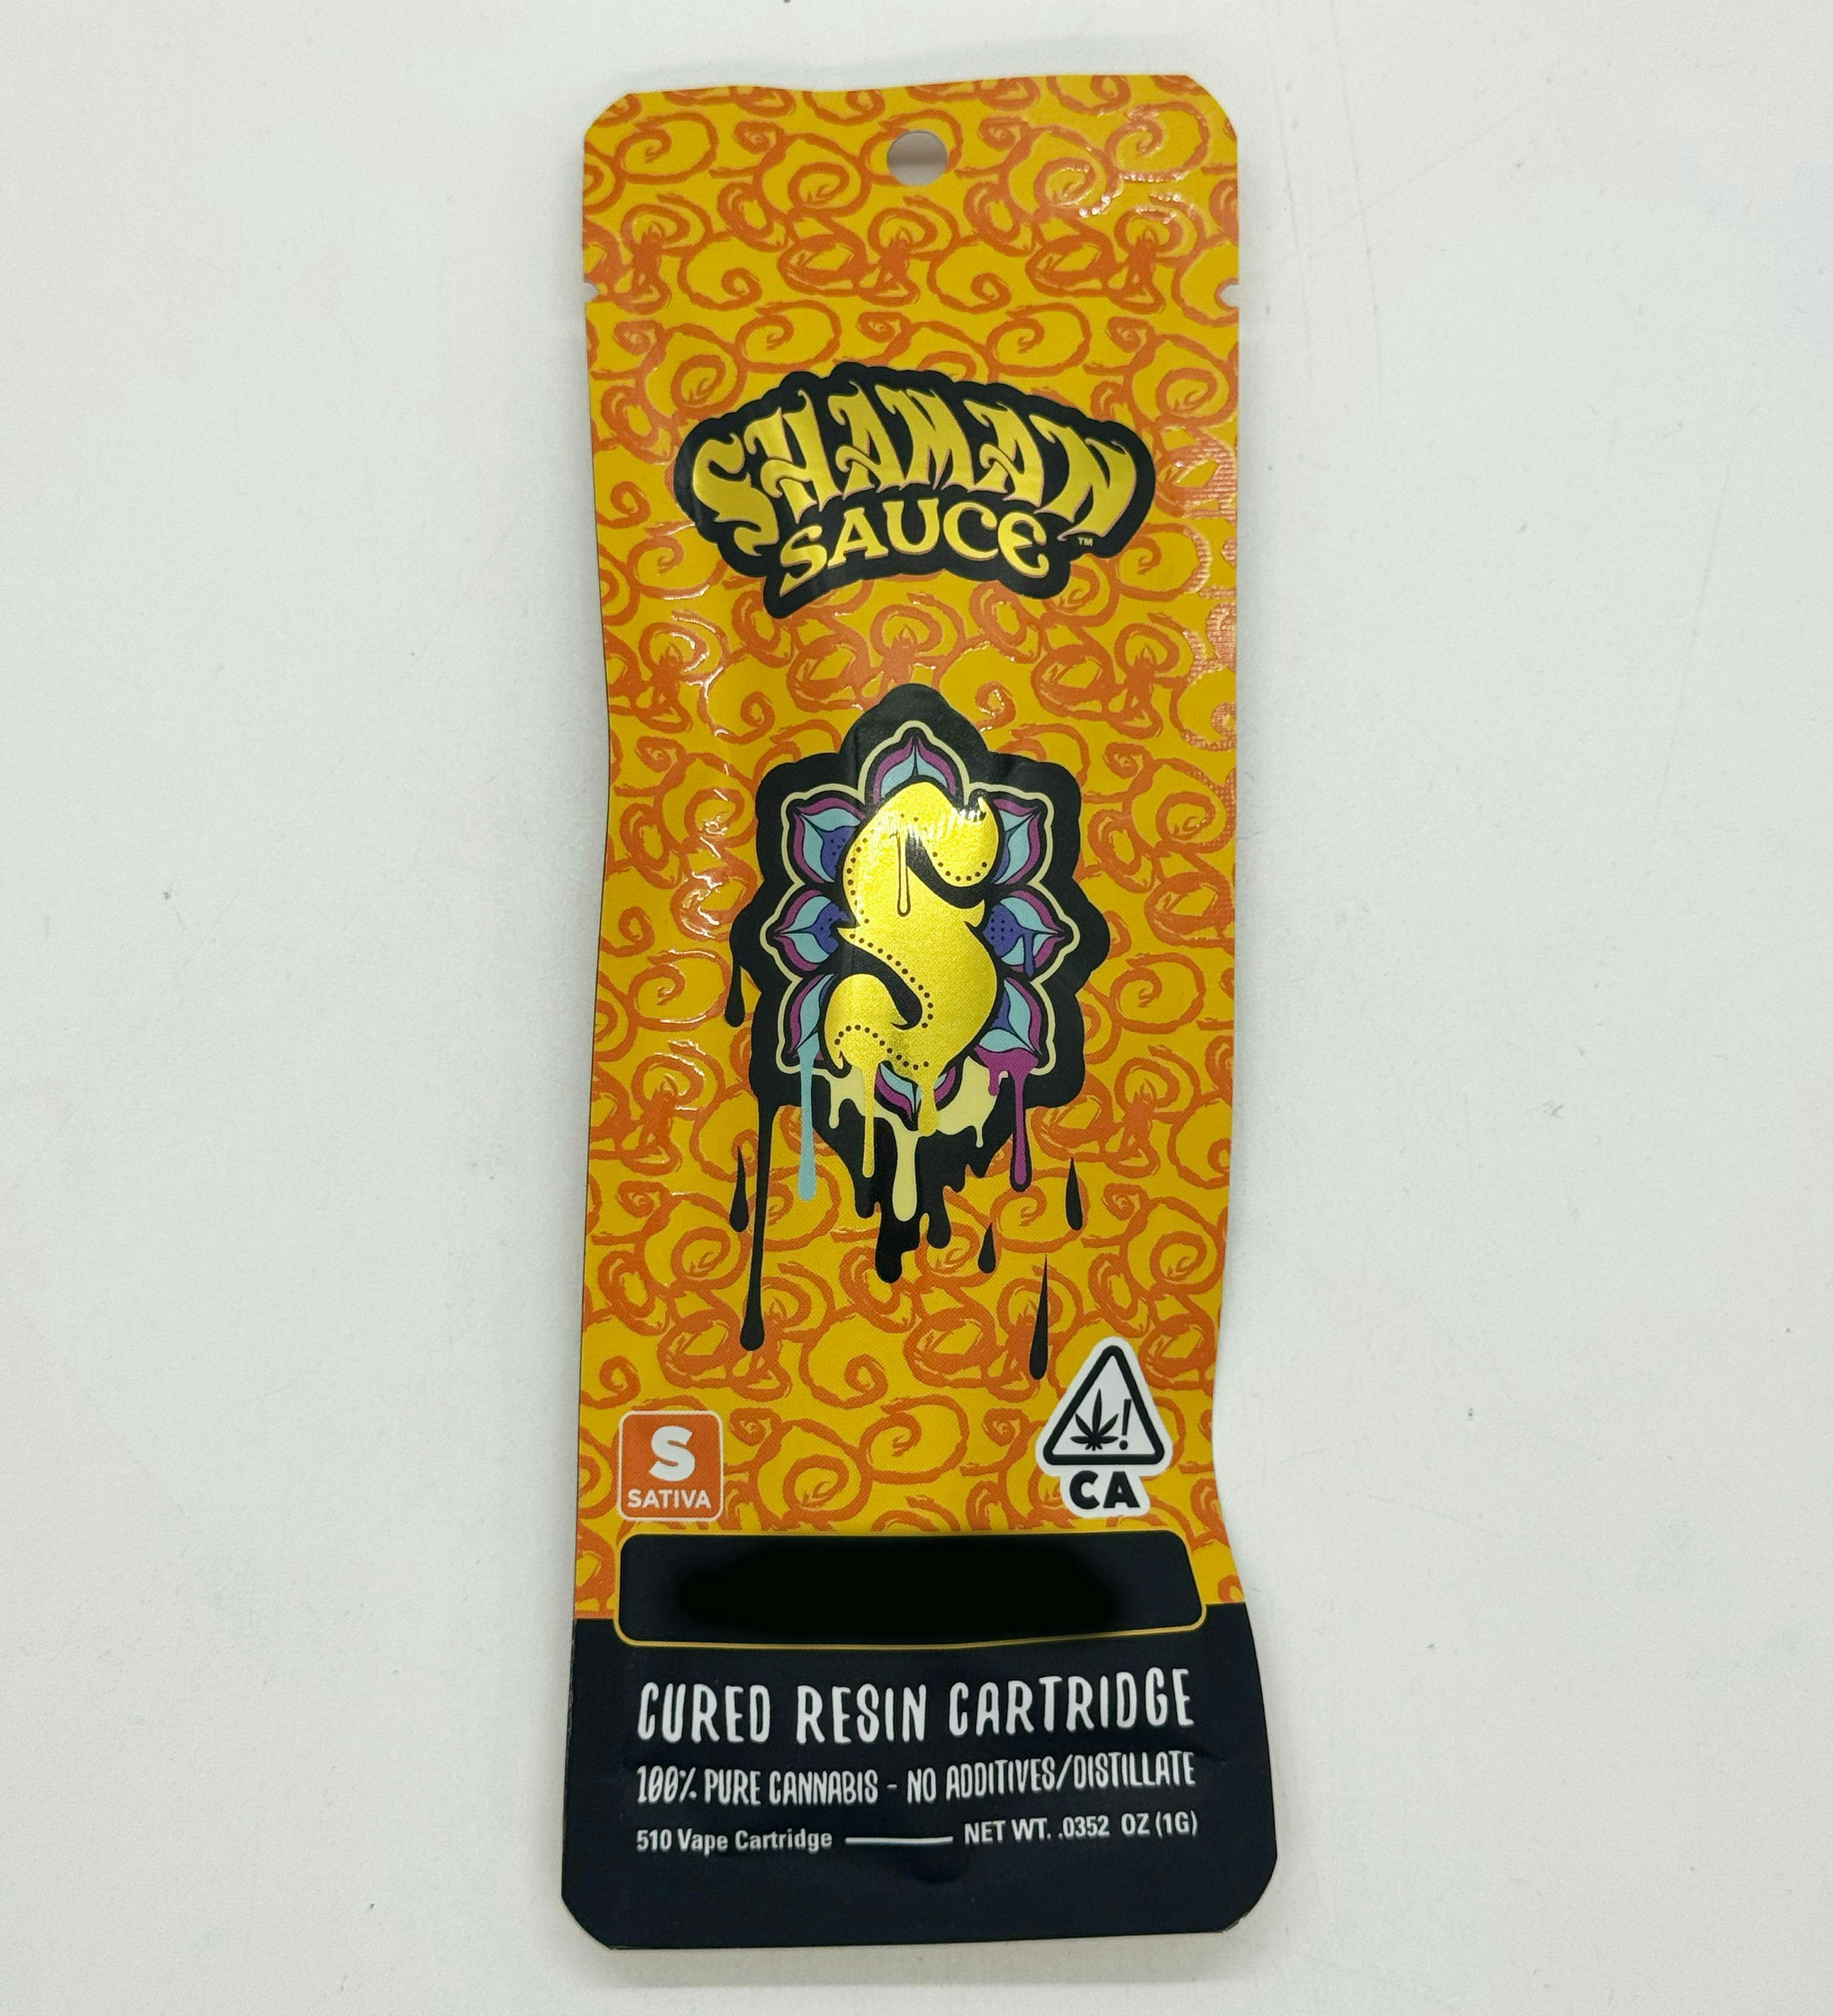 SHAMAN
SAUCE™
S
S
SATIVA
!
CA
CURED RESIN CARTRIDGE
100% PURE CANNABIS - NO ADDITIVES/DISTILLATE
510 Vape Cartridge NET WT. .0352 OZ (1G)